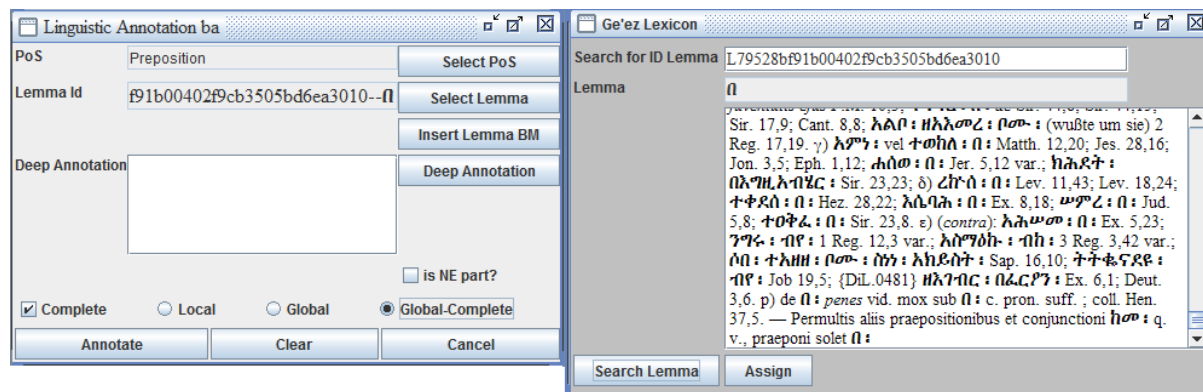 Linguistic Annotation ba
PoS
Preposition
Select PoS
Lemma Id
f91b00402f9cb3505bd6ea3010--በ
Select Lemma
Insert Lemma BM
Deep Annotation
Deep Annotation
is NE part?
Complete
Local
Global
Global-Complete
Annotate
Clear
Cancel
Ge'ez Lexicon
Search for ID Lemma
L79528bf91b00402f9cb3505bd6ea3010
Lemma
በ
Sir. 17,9; Cant. 8,8; አልቦ፡ ዘአእመረ፡ ቦሙ፡ (wußte um sie) 2
Reg. 17,19. γ) አምነ፡ vel ተወከለ፡ በ፡ Matth. 12,20; Jes. 28,16;
Jon. 3,5; Eph. 1,12; ሐሰወ፡ በ፡ Jer. 5,12 var.; ክሕደት፡
በእግዚአብሄር፡ Sir. 23,23; δ) ረኵሰ፡ በ፡ Lev. 11,43; Lev. 18,24;
ተቀደሰ፡ በ፡ Hez. 28,22; እሴባሕ፡ በ፡ Ex. 8,18; ሠምረ፡ በ፡ Jud.
5,8; ተዐቅፈ፡ በ፡ Sir. 23,8. ε) (contra): አሕሠመ፡ በ፡ Ex. 5,23;
ንግሩ፡ ብየ፡ 1 Reg. 12,3 var.; አስማዕኩ፡ ብከ፡ 3 Reg. 3,42 var.;
ሶበ፡ ተአዘዘ፡ ቦሙ፡ ስነነ፡ አክይስት፡ Sap. 16,10; ትትቈናደዩ፡
ብየ፡ Job 19,5; {DiL.0481} ዘእገብር፡ በፈርዖን፡ Ex. 6,1; Deut.
3,6. p) de በ፡ penes vid. mox sub በ፡ c. pron. suff. ; coll. Hen.
37,5. — Permultis aliis praepositionibus et conjunctioni ከመ፡ q.
v., praeponi solet በ፡
Search Lemma
Assign